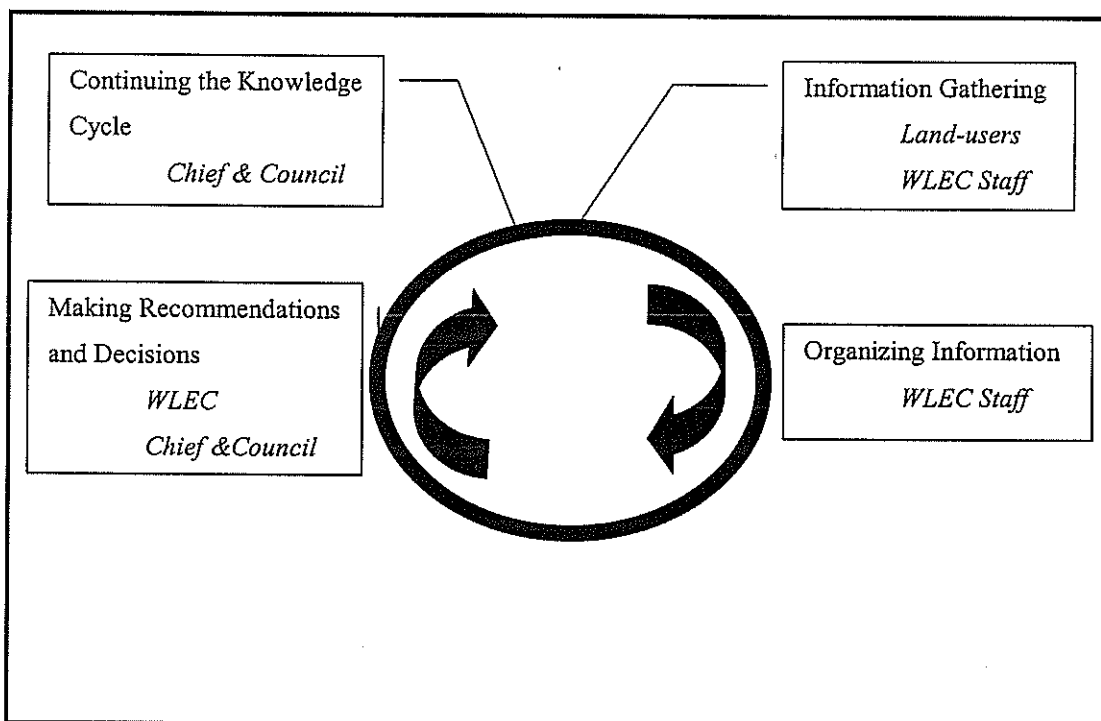 Continuing the Knowledge
Cycle
Chief & Council
Information Gathering
Land-users
WLEC Staff
Making Recommendations
and Decisions
WLEC
Chief &Council
Organizing Information
WLEC Staff